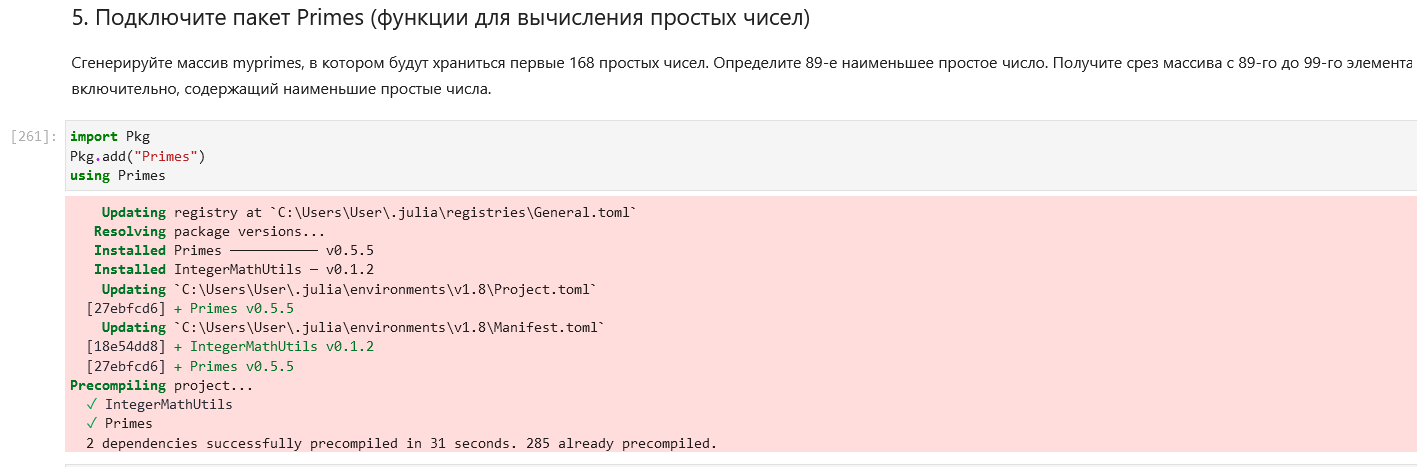 5. Подключите пакет Primes (функции для вычисления простых чисел)
Сгенерируйте массив myprimes, в котором будут храниться первые 168 простых чисел. Определите 89-е наименьшее простое число. Получите срез массива с 89-го до 99-го элемента
включительно, содержащий наименьшие простые числа.
[261]: import Pkg
Pkg.add("Primes")
using Primes
Updating registry at `C:\Users\User\.julia\registries\General.toml`
Resolving package versions...
Installed Primes ─────────── v0.5.5
Installed IntegerMathUtils ─ v0.1.2
Updating `C:\Users\User\.julia\environments\v1.8\Project.toml`
[27ebfcd6] + Primes v0.5.5
Updating `C:\Users\User\.julia\environments\v1.8\Manifest.toml`
[18e54dd8] + IntegerMathUtils v0.1.2
[27ebfcd6] + Primes v0.5.5
Precompiling project...
✓ IntegerMathUtils
✓ Primes
2 dependencies successfully precompiled in 31 seconds. 285 already precompiled.